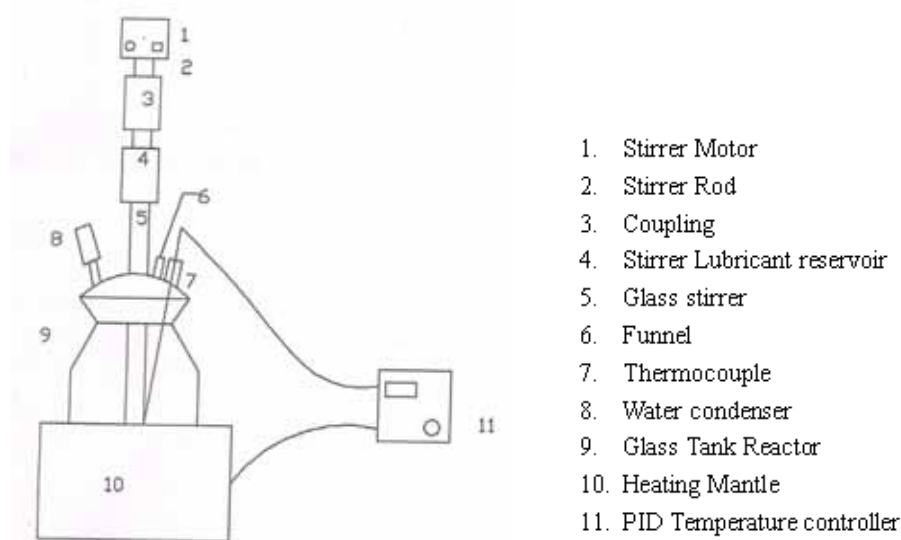 1
2
3
4
5
6
7
8
9
10
11
1. Stirrer Motor
2. Stirrer Rod
3. Coupling
4. Stirrer Lubricant reservoir
5. Glass stirrer
6. Funnel
7. Thermocouple
8. Water condenser
9. Glass Tank Reactor
10. Heating Mantle
11. PID Temperature controller